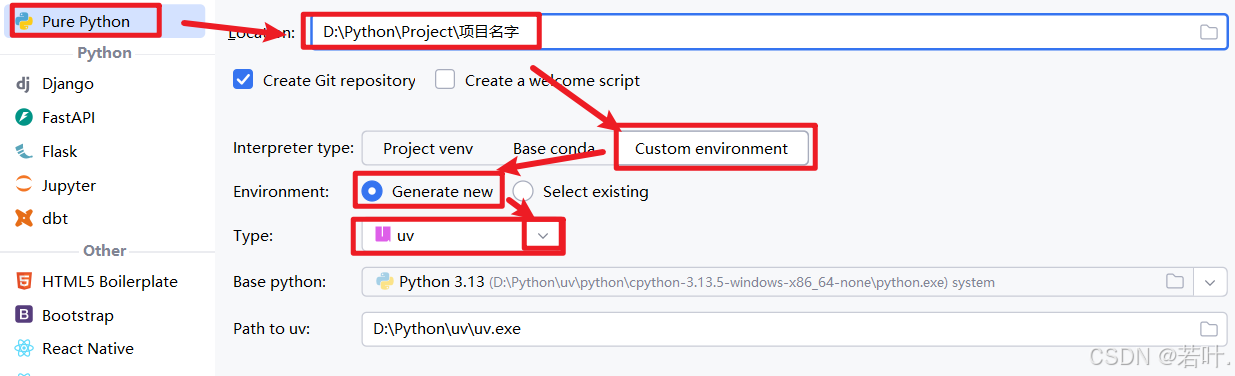 Pure Python
Python
Django
FastAPI
Flask
Jupyter
dbt
Other
HTML5 Boilerplate
Bootstrap
React Native
Location: D:\Python\Project\项目名字
Create Git repository Create a welcome script
Interpreter type: Project venv Base conda Custom environment
Environment: Generate new Select existing
Type: uv
Base python: Python 3.13 (D:\Python\uv\python\cpython-3.13.5-windows-x86_64-none\python.exe) system
Path to uv: D:\Python\uv\uv.exe
CSDN @若叶.